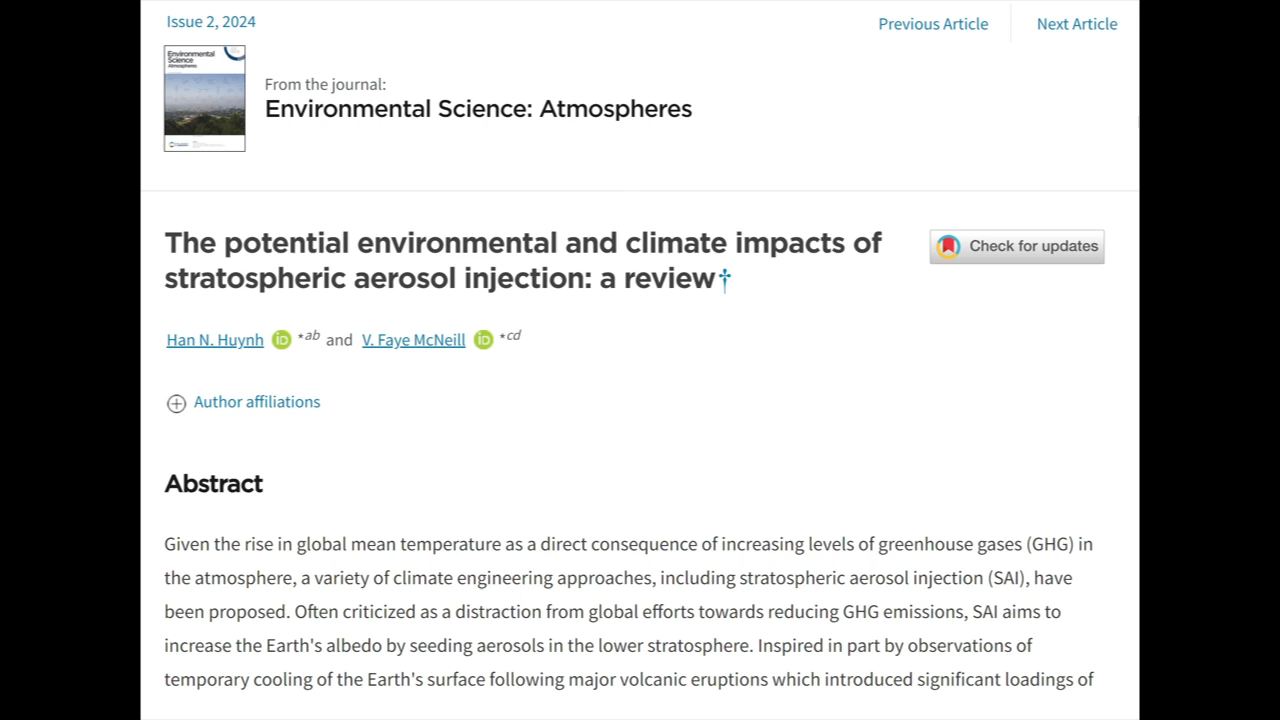 Issue 2, 2024
Previous Article
Next Article
Environmental
Science
Atmospheres
From the journal:
Environmental Science: Atmospheres
The potential environmental and climate impacts of
stratospheric aerosol injection: a review†
Check for updates
Han N. Huynh iD *ab and V. Faye McNeill iD *cd
Author affiliations
Abstract
Given the rise in global mean temperature as a direct consequence of increasing levels of greenhouse gases (GHG) in
the atmosphere, a variety of climate engineering approaches, including stratospheric aerosol injection (SAI), have
been proposed. Often criticized as a distraction from global efforts towards reducing GHG emissions, SAI aims to
increase the Earth's albedo by seeding aerosols in the lower stratosphere. Inspired in part by observations of
temporary cooling of the Earth's surface following major volcanic eruptions which introduced significant loadings of